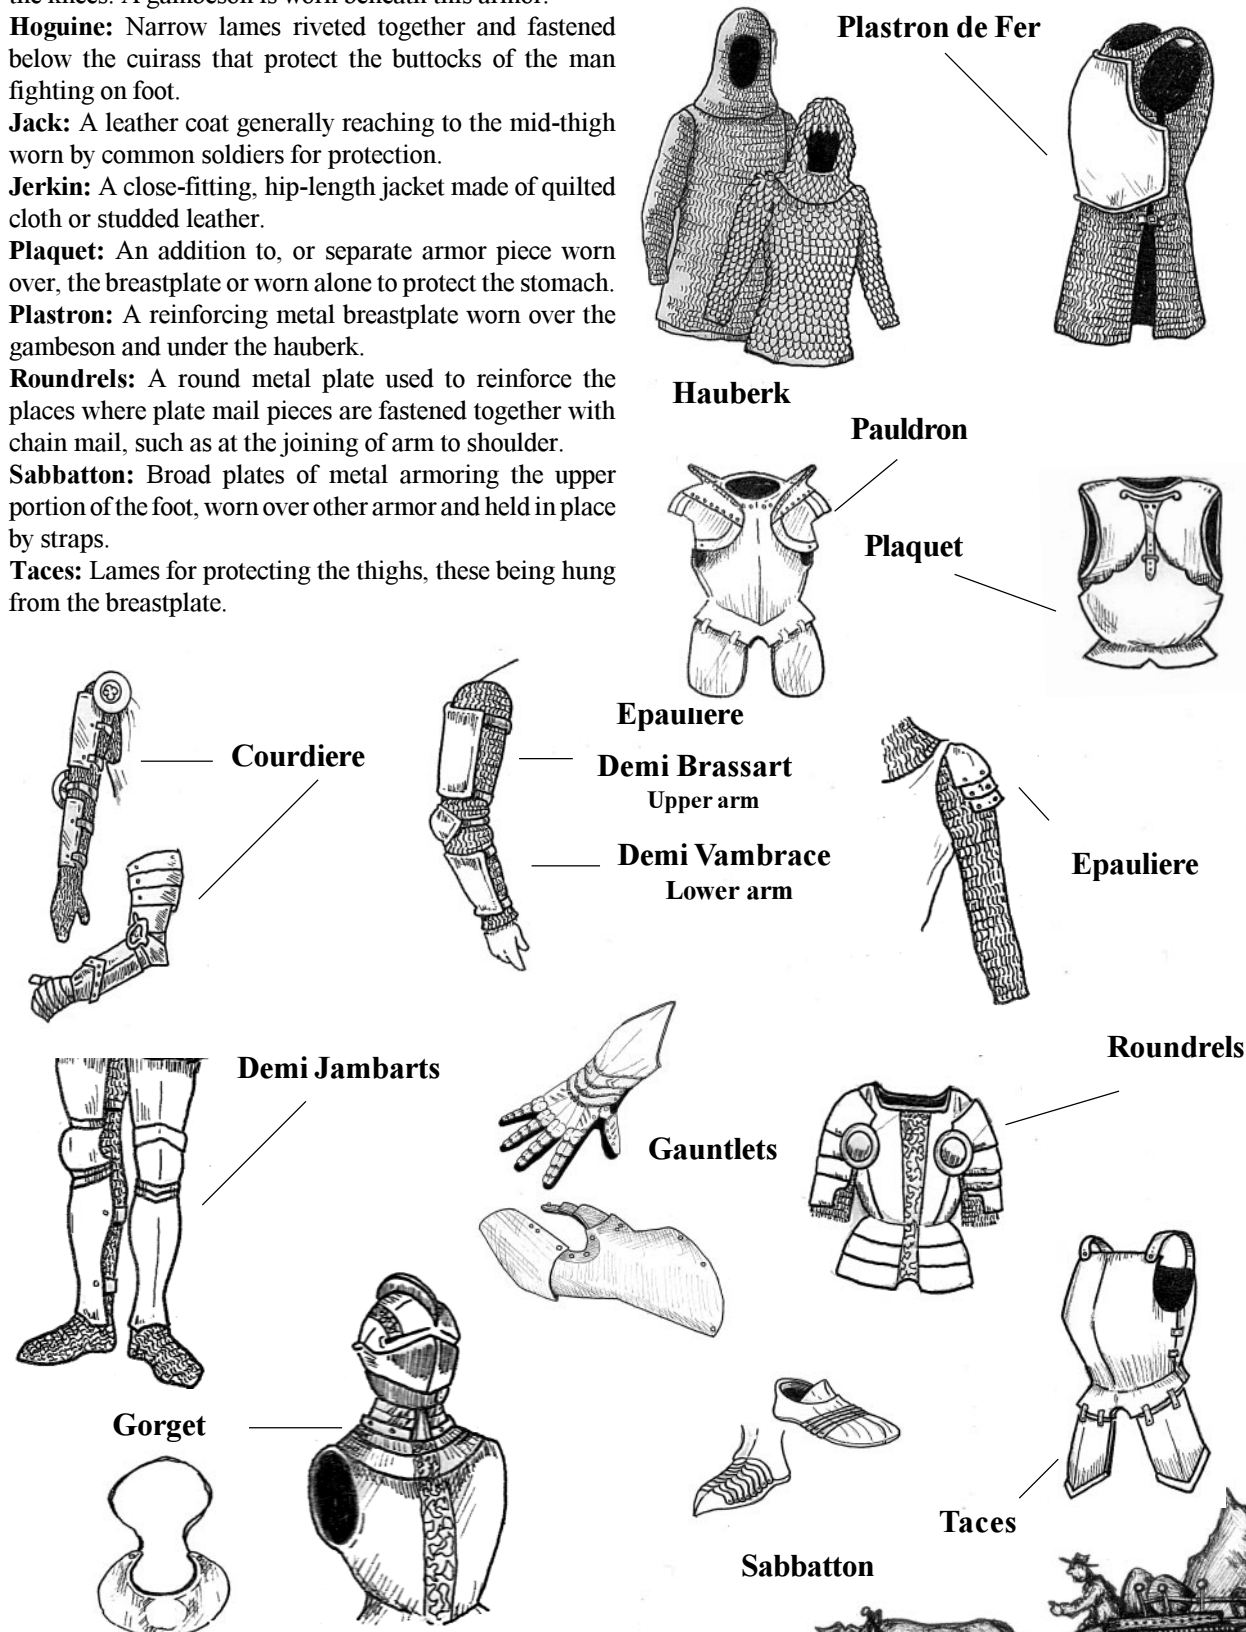 the knees. A gambeson is worn beneath this armor.
Hoguine: Narrow lames riveted together and fastened
below the cuirass that protect the buttocks of the man
fighting on foot.
Jack: A leather coat generally reaching to the mid-thigh
worn by common soldiers for protection.
Jerkin: A close-fitting, hip-length jacket made of quilted
cloth or studded leather.
Plaquet: An addition to, or separate armor piece worn
over, the breastplate or worn alone to protect the stomach.
Plastron: A reinforcing metal breastplate worn over the
gambeson and under the hauberk.
Roundrels: A round metal plate used to reinforce the
places where plate mail pieces are fastened together with
chain mail, such as at the joining of arm to shoulder.
Sabbatton: Broad plates of metal armoring the upper
portion of the foot, worn over other armor and held in place
by straps.
Taces: Lames for protecting the thighs, these being hung
from the breastplate.
Plastron de Fer
Hauberk
Pauldron
Plaquet
Epauliere
Courdiere
Demi Brassart
Upper arm
Demi Vambrace
Lower arm
Epauliere
Demi Jambarts
Gauntlets
Roundrels
Gorget
Taces
Sabbatton